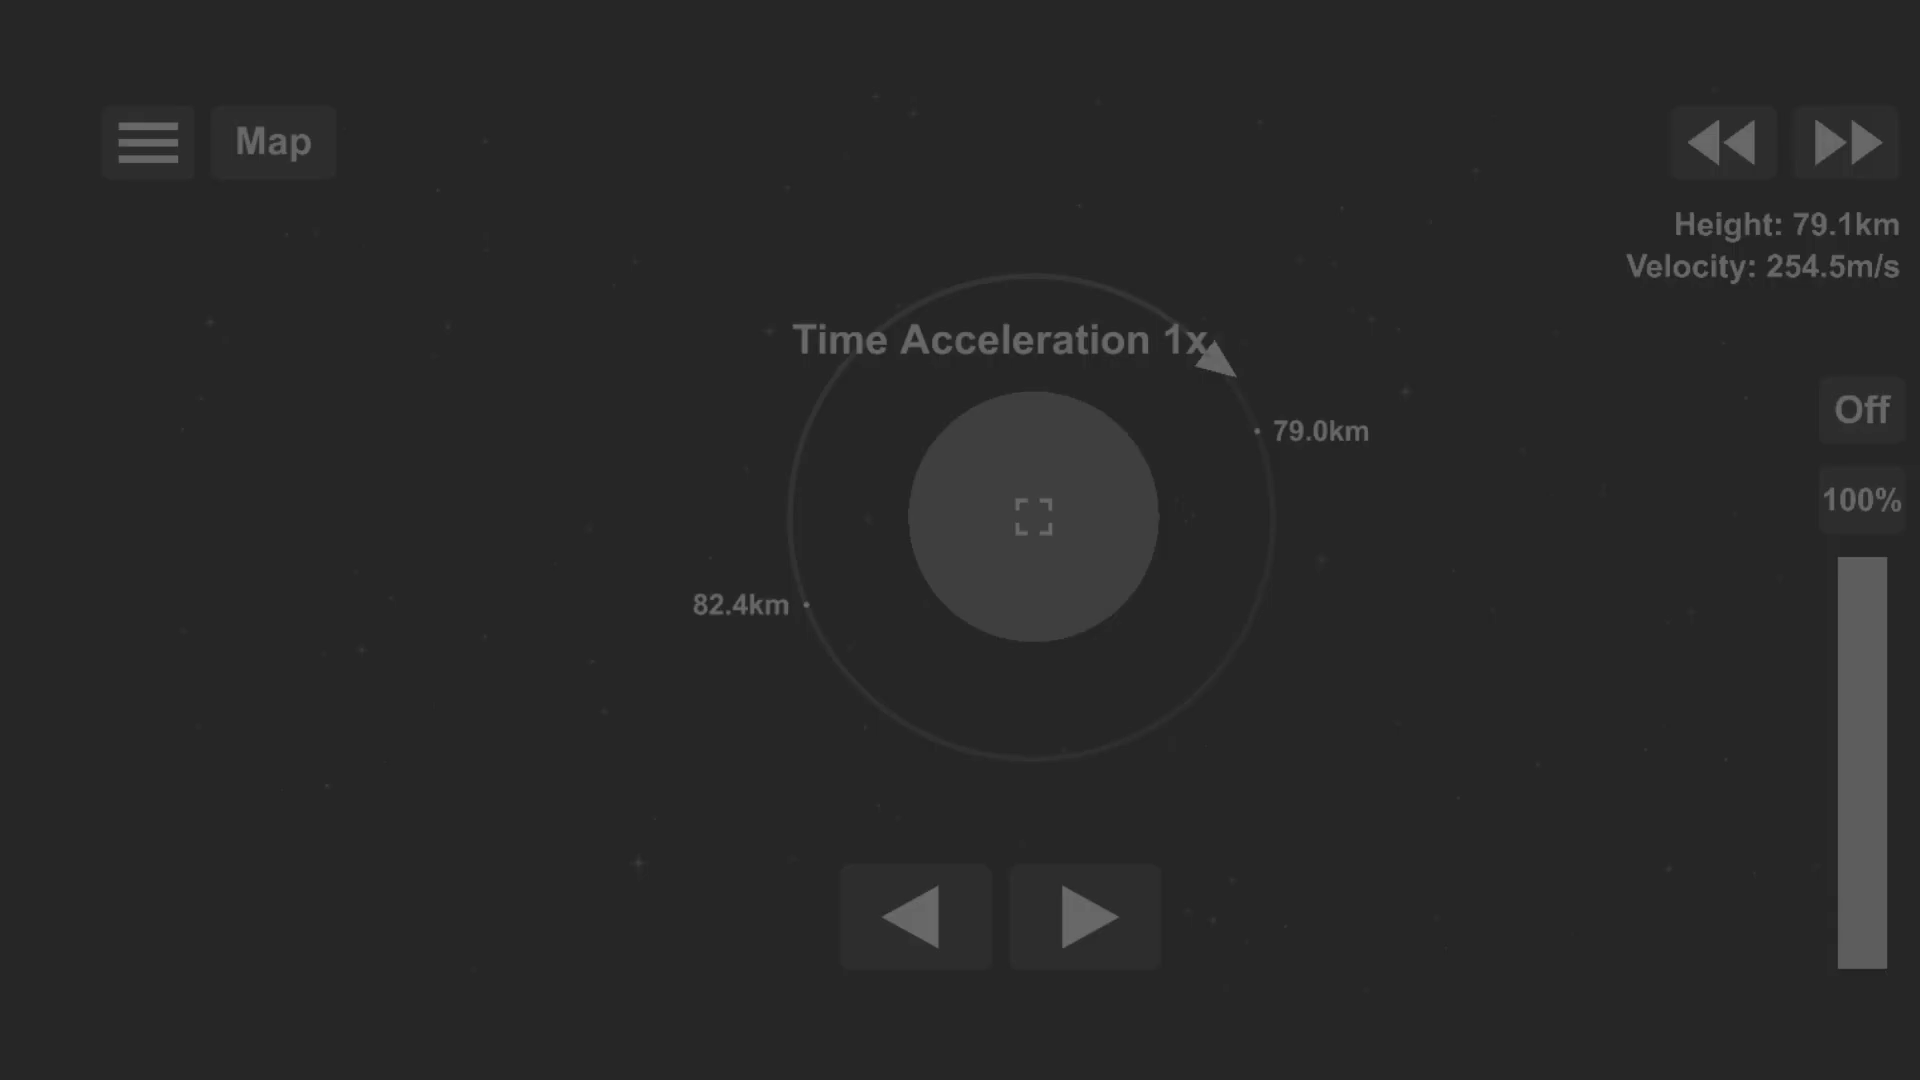 Map
Height: 79.1km
Velocity: 254.5m/s
Time Acceleration 1x
Off
79.0km
100%
82.4km